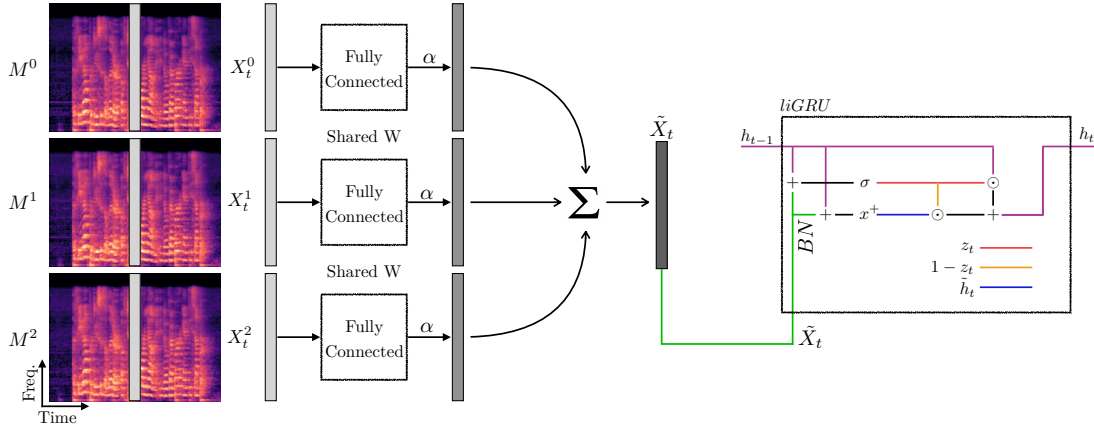 M^0
X_t^0
Fully
Connected
α
Shared W
M^1
X_t^1
Fully
Connected
α
Shared W
M^2
X_t^2
Fully
Connected
α
Freq.
Time
Σ
X̃_t
X̃_t
liGRU
h_{t-1}
h_t
+ σ ⊙
+ x^+ ⊙ +
BN
z_t
1 − z_t
h̃_t